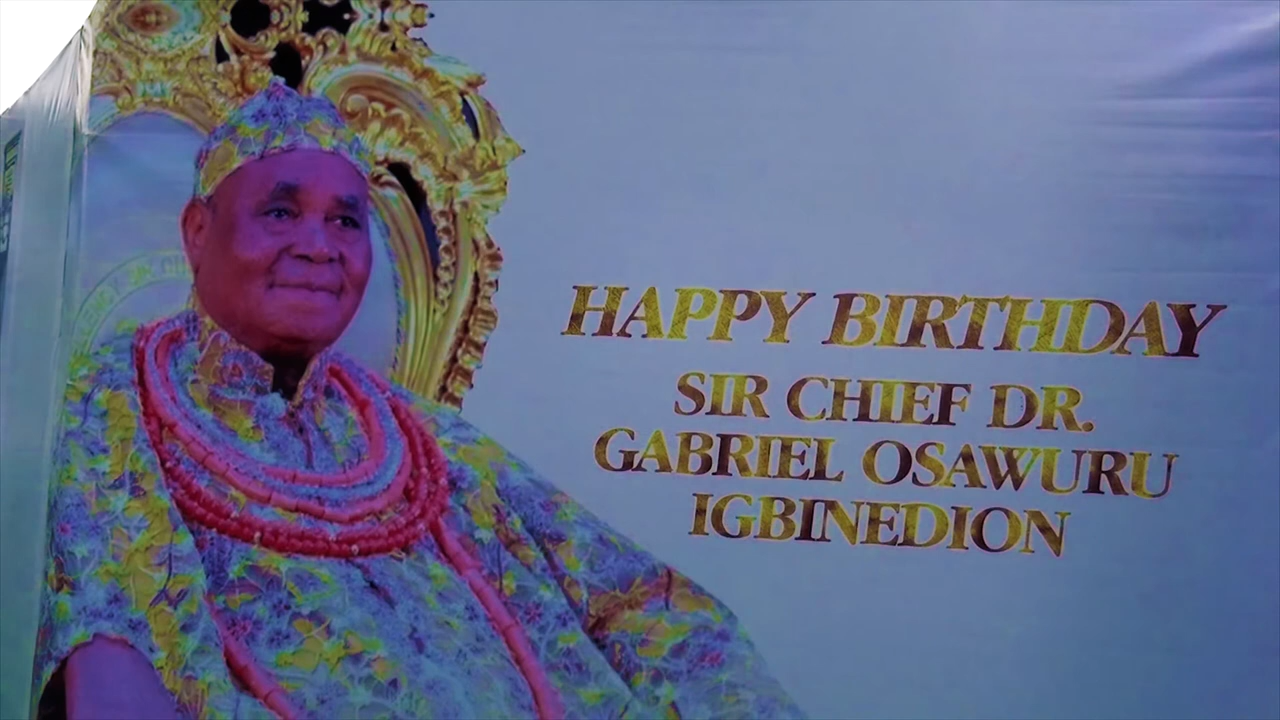 HAPPY BIRTHDAY
SIR CHIEF DR.
GABRIEL OSAWURU
IGBINEDION